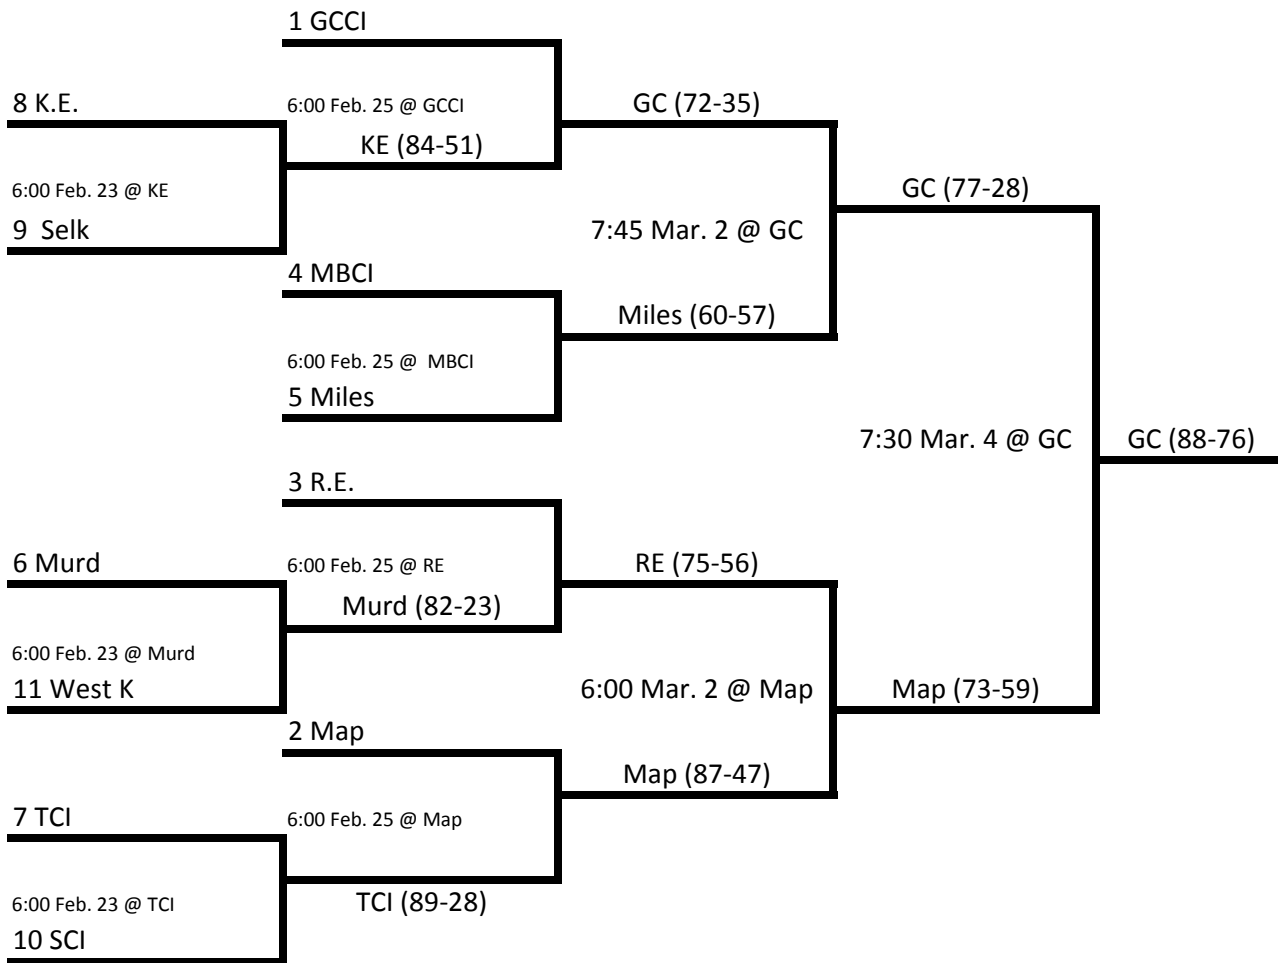 1 GCCI
8 K.E.
6:00 Feb. 25 @ GCCI
GC (72-35)
KE (84-51)
6:00 Feb. 23 @ KE
GC (77-28)
9  Selk
7:45 Mar. 2 @ GC
4 MBCI
Miles (60-57)
6:00 Feb. 25 @  MBCI
5 Miles
7:30 Mar. 4 @ GC
GC (88-76)
3 R.E.
6 Murd
6:00 Feb. 25 @ RE
RE (75-56)
Murd (82-23)
6:00 Feb. 23 @ Murd
11 West K
6:00 Mar. 2 @ Map
Map (73-59)
2 Map
Map (87-47)
7 TCI
6:00 Feb. 25 @ Map
6:00 Feb. 23 @ TCI
TCI (89-28)
10 SCI